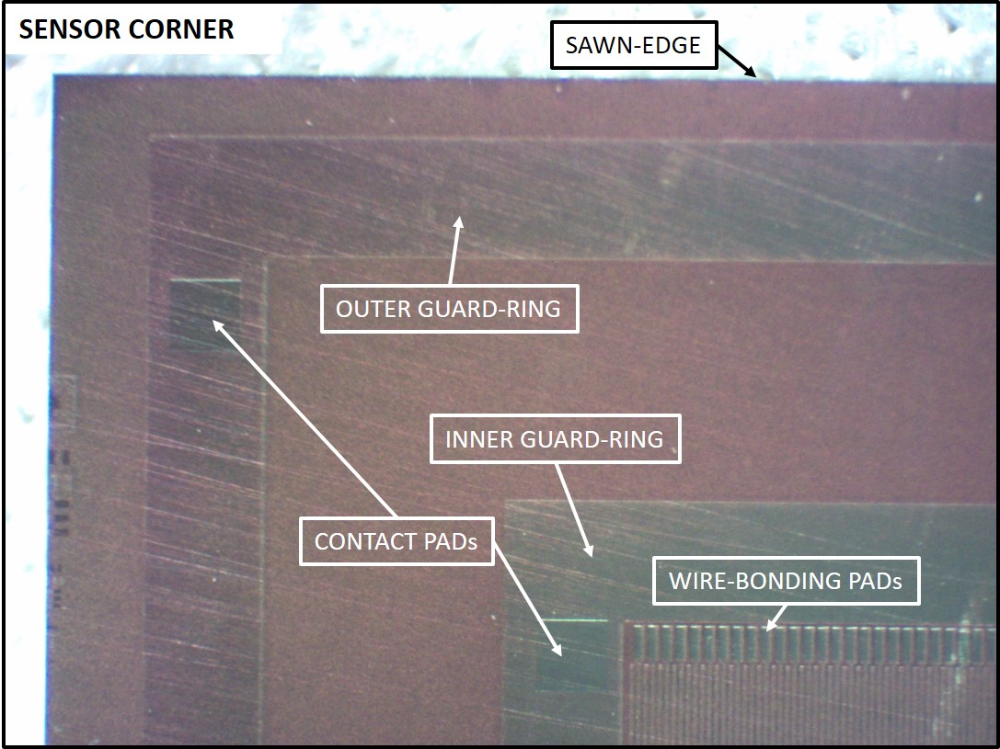 SENSOR CORNER
SAWN-EDGE
OUTER GUARD-RING
INNER GUARD-RING
CONTACT PADs
WIRE-BONDING PADs